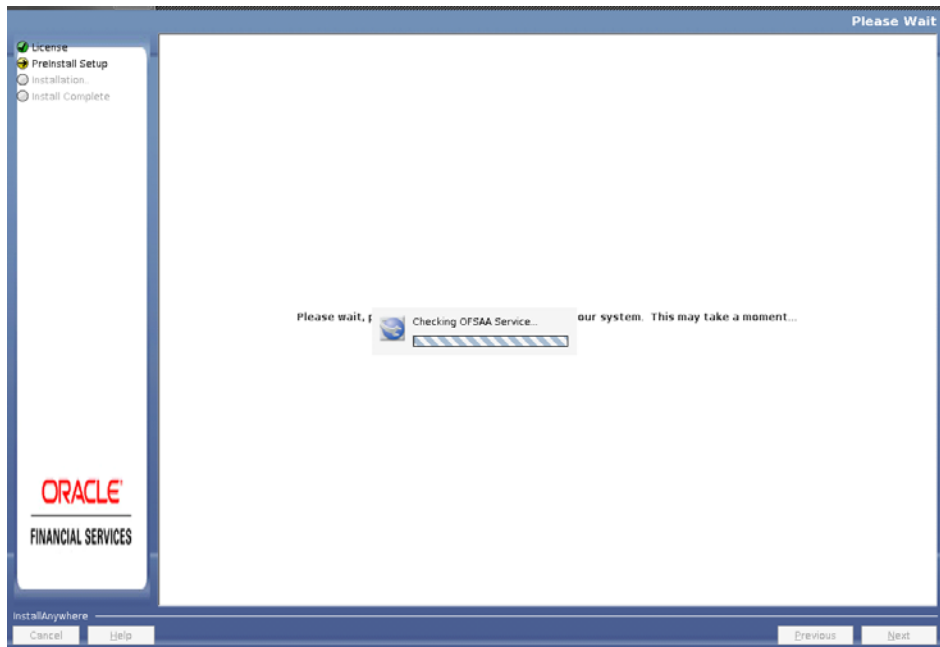 Please Wait
License
PreInstall Setup
Installation..
Install Complete
Please wait, p
Checking OFSAA Service...
our system. This may take a moment...
ORACLE
FINANCIAL SERVICES
InstallAnywhere
Cancel
Help
Previous
Next